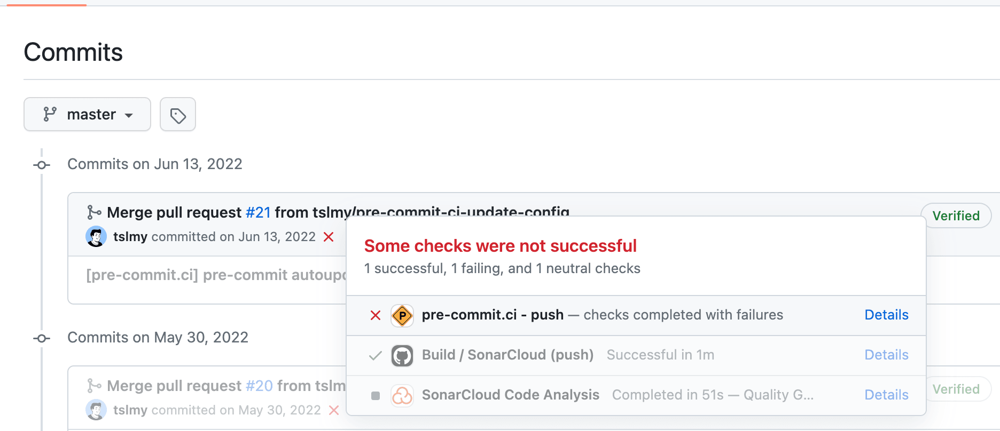 Commits
master
Commits on Jun 13, 2022
Merge pull request #21 from tslmy/pre-commit-ci-update-config
Verified
tslmy committed on Jun 13, 2022
[pre-commit.ci] pre-commit autoupd
Some checks were not successful
1 successful, 1 failing, and 1 neutral checks
pre-commit.ci - push — checks completed with failures Details
Build / SonarCloud (push) Successful in 1m Details
SonarCloud Code Analysis Completed in 51s — Quality G... Details
Commits on May 30, 2022
Merge pull request #20 from tslm
Verified
tslmy committed on May 30, 2022